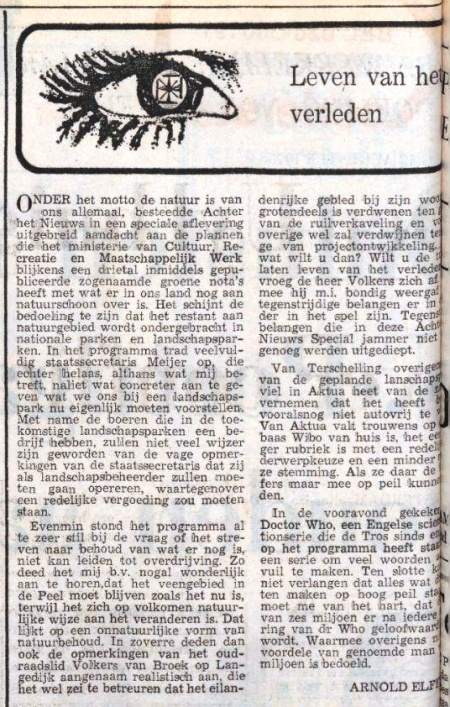 Leven van het
verleden
ONDER het motto de natuur is van
ons allemaal, besteedde Achter
het Nieuws in een speciale aflevering
uitgebreid aandacht aan de plannen
die het ministerie van Cultuur, Re-
creatie en Maatschappelijk Werk
blijkens een drietal inmiddels gepu-
bliceerde zogenaamde groene nota's
heeft met wat er in ons land nog aan
natuurschoon over is. Het schijnt de
bedoeling te zijn dat het restant aan
natuurgebied wordt ondergebracht in
nationale parken en landschapspar-
ken. In het programma trad veelvul-
dig staatssecretaris Meijer op, die
echter helaas, althans wat mij be-
treft, naliet wat concreter aan te ge-
ven wat we ons bij een landschaps-
park nu eigenlijk moeten voorstellen.
Met name de boeren die in de toe-
komstige landschapsparken een be-
drijf hebben, zullen niet veel wijzer
zijn geworden van de vage opmer-
kingen van de staatssecretaris dat zij
als landschapsbeheerder zullen moe-
ten gaan opereren, waartegenover
een redelijke vergoeding zou moeten
staan.
Evenmin stond het programma al
te zeer stil bij de vraag of het stre-
ven naar behoud van wat er nog is,
niet kan leiden tot overdrijving. Zo
deed het mij b.v. nogal wonderlijk
aan te horen,dat het veengebied in
de Peel moet blijven zoals het nu is,
terwijl het zich op volkomen natuur-
lijke wijze aan het veranderen is. Dat
lijkt op een onnatuurlijke vorm van
natuurbehoud. In zoverre deden dan
ook de opmerkingen van het oud-
raadslid Volkers van Broek op Lan-
gedijk aangenaam realistisch aan, die
het wel zei te betreuren dat het eilan-
denrijke gebied bij zijn
grotendeels is verdwenen ten
van de ruilverkaveling en
overige wel zal verdwijnen
ge van projectontwikkeling.
wat wilt u dan? Wilt u de
laten leven van het
vroeg de heer Volkers zich af
mee hij m.i. bondig
tegenstrijdige belangen er in
der in het spel zijn.
belangen die in deze
Nieuws Special jammer
genoeg werden uitgediept.
Van Terschelling
van de geplande
viel in Aktua heet van de
vernemen dat het heeft
vooralsnog niet autovrij te
Van Aktua valt trouwens op
baas Wibo van huis is, het
ger rubriek is met een
derwerpkeuze en een minder
ze stemming. Als ze daar de
fers maar mee op peil
den.
In de vooravond
Doctor Who, een Engelse
tionserie die de Tros sinds
op het programma heeft
een serie om veel woorden
vuil te maken. Ten slotte
niet verlangen dat alles wat
ten maken op hoog peil
moet me van het hart, dat
van zes miljoen er na iedere
ring van dr Who geloofwaar
wordt. Waarmee overigens
voordele van genoemde man
miljoen is bedoeld.
ARNOLD